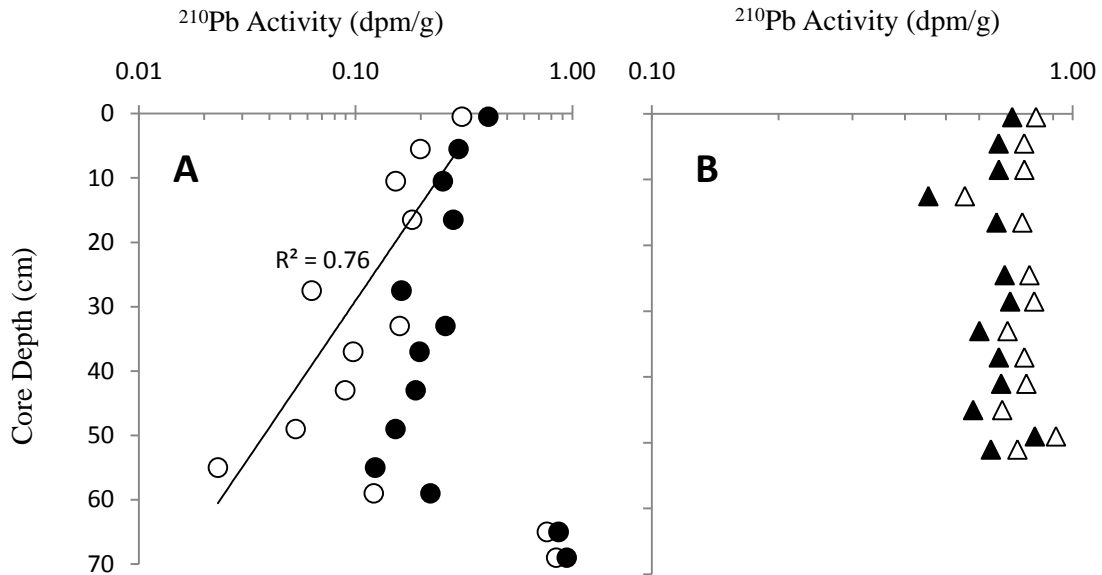 ²¹⁰Pb Activity (dpm/g)
²¹⁰Pb Activity (dpm/g)
0.01 0.10 1.00
0.10 1.00
0
10
20
30
40
50
60
70
Core Depth (cm)
A
R² = 0.76
B